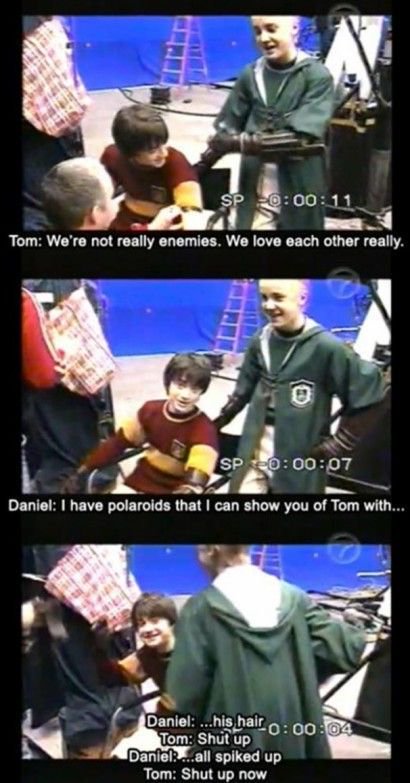 SP -0:00:11
Tom: We're not really enemies. We love each other really.
SP -0:00:07
Daniel: I have polaroids that I can show you of Tom with...
Daniel: ...his hair -0:00:04
Tom: Shut up
Daniel: ...all spiked up
Tom: Shut up now